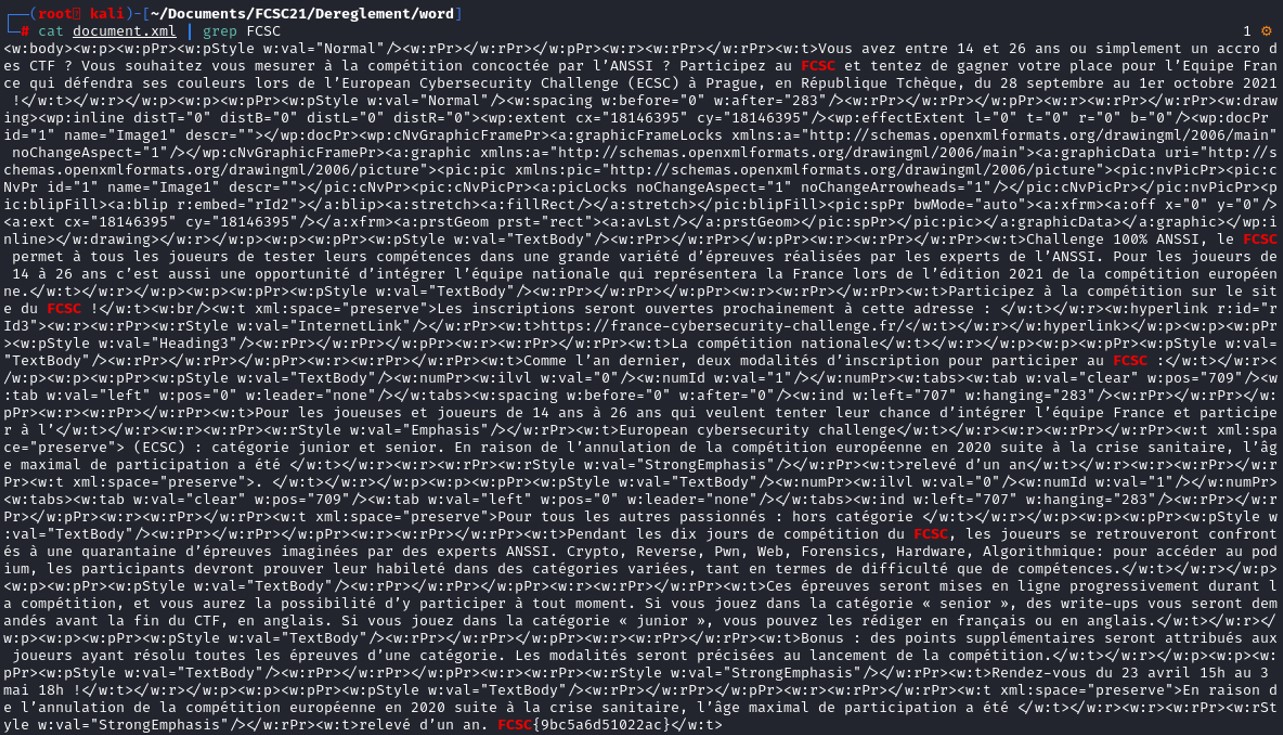 ┌──(root💀 kali)-[~/Documents/FCSC21/Dereglement/word]
└─# cat document.xml | grep FCSC 1 ⚙
<w:body><w:p><w:pPr><w:pStyle w:val="Normal"/><w:rPr></w:rPr></w:pPr><w:r><w:rPr></w:rPr><w:t>Vous avez entre 14 et 26 ans ou simplement un accro d
es CTF ? Vous souhaitez vous mesurer à la compétition concoctée par l’ANSSI ? Participez au FCSC et tentez de gagner votre place pour l’Equipe Fran
ce qui défendra ses couleurs lors de l’European Cybersecurity Challenge (ECSC) à Prague, en République Tchèque, du 28 septembre au 1er octobre 2021
 !</w:t></w:r></w:p><w:p><w:pPr><w:pStyle w:val="Normal"/><w:spacing w:before="0" w:after="283"/><w:rPr></w:rPr></w:pPr><w:r><w:rPr></w:rPr><w:draw
ing><wp:inline distT="0" distB="0" distL="0" distR="0"><wp:extent cx="18146395" cy="18146395"/><wp:effectExtent l="0" t="0" r="0" b="0"/><wp:docPr
id="1" name="Image1" descr=""></wp:docPr><wp:cNvGraphicFramePr><a:graphicFrameLocks xmlns:a="http://schemas.openxmlformats.org/drawingml/2006/main"
 noChangeAspect="1"/></wp:cNvGraphicFramePr><a:graphic xmlns:a="http://schemas.openxmlformats.org/drawingml/2006/main"><a:graphicData uri="http://s
chemas.openxmlformats.org/drawingml/2006/picture"><pic:pic xmlns:pic="http://schemas.openxmlformats.org/drawingml/2006/picture"><pic:nvPicPr><pic:c
NvPr id="1" name="Image1" descr=""></pic:cNvPr><pic:cNvPicPr><a:picLocks noChangeAspect="1" noChangeArrowheads="1"/></pic:cNvPicPr></pic:nvPicPr><p
ic:blipFill><a:blip r:embed="rId2"></a:blip><a:stretch><a:fillRect/></a:stretch></pic:blipFill><pic:spPr bwMode="auto"><a:xfrm><a:off x="0" y="0"/>
<a:ext cx="18146395" cy="18146395"/></a:xfrm><a:prstGeom prst="rect"><a:avLst/></a:prstGeom></pic:spPr></pic:pic></a:graphicData></a:graphic></wp:i
nline></w:drawing></w:r></w:p><w:p><w:pPr><w:pStyle w:val="TextBody"/><w:rPr></w:rPr></w:pPr><w:r><w:rPr></w:rPr><w:t>Challenge 100% ANSSI, le FCSC
 permet à tous les joueurs de tester leurs compétences dans une grande variété d’épreuves réalisées par les experts de l’ANSSI. Pour les joueurs de
 14 à 26 ans c’est aussi une opportunité d’intégrer l’équipe nationale qui représentera la France lors de l’édition 2021 de la compétition européen
ne.</w:t></w:r></w:p><w:p><w:pPr><w:pStyle w:val="TextBody"/><w:rPr></w:rPr></w:pPr><w:r><w:rPr></w:rPr><w:t>Participez à la compétition sur le sit
e du FCSC !</w:t><w:br/><w:t xml:space="preserve">Les inscriptions seront ouvertes prochainement à cette adresse : </w:t></w:r><w:hyperlink r:id="r
Id3"><w:r><w:rPr><w:rStyle w:val="InternetLink"/></w:rPr><w:t>https://france-cybersecurity-challenge.fr/</w:t></w:r></w:hyperlink></w:p><w:p><w:pPr
><w:pStyle w:val="Heading3"/><w:rPr></w:rPr></w:pPr><w:r><w:rPr></w:rPr><w:t>La compétition nationale</w:t></w:r></w:p><w:p><w:pPr><w:pStyle w:val=
"TextBody"/><w:rPr></w:rPr></w:pPr><w:r><w:rPr></w:rPr><w:t>Comme l’an dernier, deux modalités d’inscription pour participer au FCSC :</w:t></w:r><
/w:p><w:p><w:pPr><w:pStyle w:val="TextBody"/><w:numPr><w:ilvl w:val="0"/><w:numId w:val="1"/></w:numPr><w:tabs><w:tab w:val="clear" w:pos="709"/><w
:tab w:val="left" w:pos="0" w:leader="none"/></w:tabs><w:spacing w:before="0" w:after="0"/><w:ind w:left="707" w:hanging="283"/><w:rPr></w:rPr></w:
pPr><w:r><w:rPr></w:rPr><w:t>Pour les joueuses et joueurs de 14 ans à 26 ans qui veulent tenter leur chance d’intégrer l’équipe France et participe
r à l’</w:t></w:r><w:r><w:rPr><w:rStyle w:val="Emphasis"/></w:rPr><w:t>European cybersecurity challenge</w:t></w:r><w:r><w:rPr></w:rPr><w:t xml:spa
ce="preserve"> (ECSC) : catégorie junior et senior. En raison de l’annulation de la compétition européenne en 2020 suite à la crise sanitaire, l’âg
e maximal de participation a été </w:t></w:r><w:r><w:rPr><w:rStyle w:val="StrongEmphasis"/></w:rPr><w:t>relevé d’un an</w:t></w:r><w:r><w:rPr></w:r
Pr><w:t xml:space="preserve">. </w:t></w:r></w:p><w:p><w:pPr><w:pStyle w:val="TextBody"/><w:numPr><w:ilvl w:val="0"/><w:numId w:val="1"/></w:numPr>
<w:tabs><w:tab w:val="clear" w:pos="709"/><w:tab w:val="left" w:pos="0" w:leader="none"/></w:tabs><w:ind w:left="707" w:hanging="283"/><w:rPr></w:r
Pr></w:pPr><w:r><w:rPr></w:rPr><w:t xml:space="preserve">Pour tous les autres passionnés : hors catégorie </w:t></w:r></w:p><w:p><w:pPr><w:pStyle w
:val="TextBody"/><w:rPr></w:rPr></w:pPr><w:r><w:rPr></w:rPr><w:t>Pendant les dix jours de compétition du FCSC, les joueurs se retrouveront confront
és à une quarantaine d’épreuves imaginées par des experts ANSSI. Crypto, Reverse, Pwn, Web, Forensics, Hardware, Algorithmique: pour accéder au pod
ium, les participants devront prouver leur habileté dans des catégories variées, tant en termes de difficulté que de compétences.</w:t></w:r></w:p>
<w:p><w:pPr><w:pStyle w:val="TextBody"/><w:rPr></w:rPr></w:pPr><w:r><w:rPr></w:rPr><w:t>Ces épreuves seront mises en ligne progressivement durant l
a compétition, et vous aurez la possibilité d’y participer à tout moment. Si vous jouez dans la catégorie « senior », des write-ups vous seront dem
andés avant la fin du CTF, en anglais. Si vous jouez dans la catégorie « junior », vous pouvez les rédiger en français ou en anglais.</w:t></w:r></
w:p><w:p><w:pPr><w:pStyle w:val="TextBody"/><w:rPr></w:rPr></w:pPr><w:r><w:rPr></w:rPr><w:t>Bonus : des points supplémentaires seront attribués aux
 joueurs ayant résolu toutes les épreuves d’une catégorie. Les modalités seront précisées au lancement de la compétition.</w:t></w:r></w:p><w:p><w:
pPr><w:pStyle w:val="TextBody"/><w:rPr></w:rPr></w:pPr><w:r><w:rPr><w:rStyle w:val="StrongEmphasis"/></w:rPr><w:t>Rendez-vous du 23 avril 15h au 3
mai 18h !</w:t></w:r></w:p><w:p><w:pPr><w:pStyle w:val="TextBody"/><w:rPr></w:rPr></w:pPr><w:r><w:rPr></w:rPr><w:t xml:space="preserve">En raison d
e l’annulation de la compétition européenne en 2020 suite à la crise sanitaire, l’âge maximal de participation a été </w:t></w:r><w:r><w:rPr><w:rSt
yle w:val="StrongEmphasis"/></w:rPr><w:t>relevé d’un an. FCSC{9bc5a6d51022ac}</w:t>